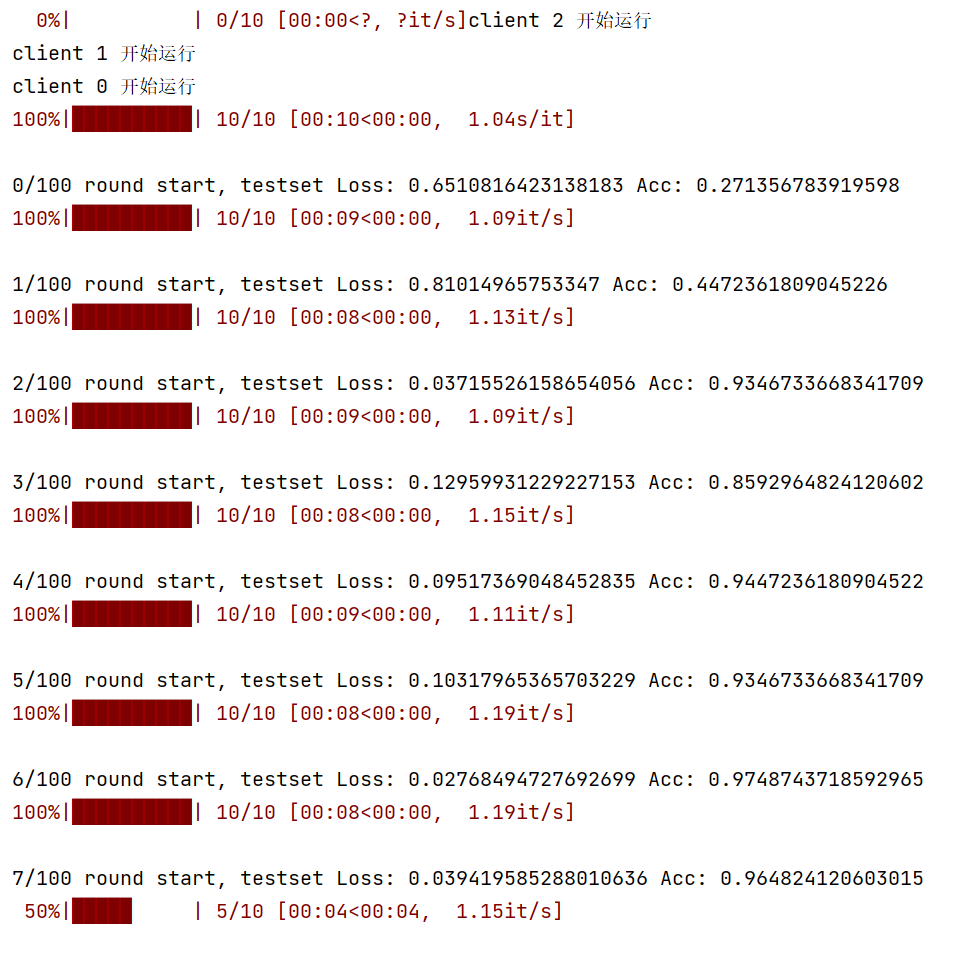 0%|          | 0/10 [00:00<?, ?it/s]client 2 开始运行
client 1 开始运行
client 0 开始运行
100%|██████████| 10/10 [00:10<00:00,  1.04s/it]
0/100 round start, testset Loss: 0.6510816423138183 Acc: 0.271356783919598
100%|██████████| 10/10 [00:09<00:00,  1.09it/s]
1/100 round start, testset Loss: 0.81014965753347 Acc: 0.4472361809045226
100%|██████████| 10/10 [00:08<00:00,  1.13it/s]
2/100 round start, testset Loss: 0.03715526158654056 Acc: 0.9346733668341709
100%|██████████| 10/10 [00:09<00:00,  1.09it/s]
3/100 round start, testset Loss: 0.12959931229227153 Acc: 0.8592964824120602
100%|██████████| 10/10 [00:08<00:00,  1.15it/s]
4/100 round start, testset Loss: 0.09517369048452835 Acc: 0.9447236180904522
100%|██████████| 10/10 [00:09<00:00,  1.11it/s]
5/100 round start, testset Loss: 0.10317965365703229 Acc: 0.9346733668341709
100%|██████████| 10/10 [00:08<00:00,  1.19it/s]
6/100 round start, testset Loss: 0.02768494727692699 Acc: 0.9748743718592965
100%|██████████| 10/10 [00:08<00:00,  1.19it/s]
7/100 round start, testset Loss: 0.039419585288010636 Acc: 0.964824120603015
50%|█████     | 5/10 [00:04<00:04,  1.15it/s]